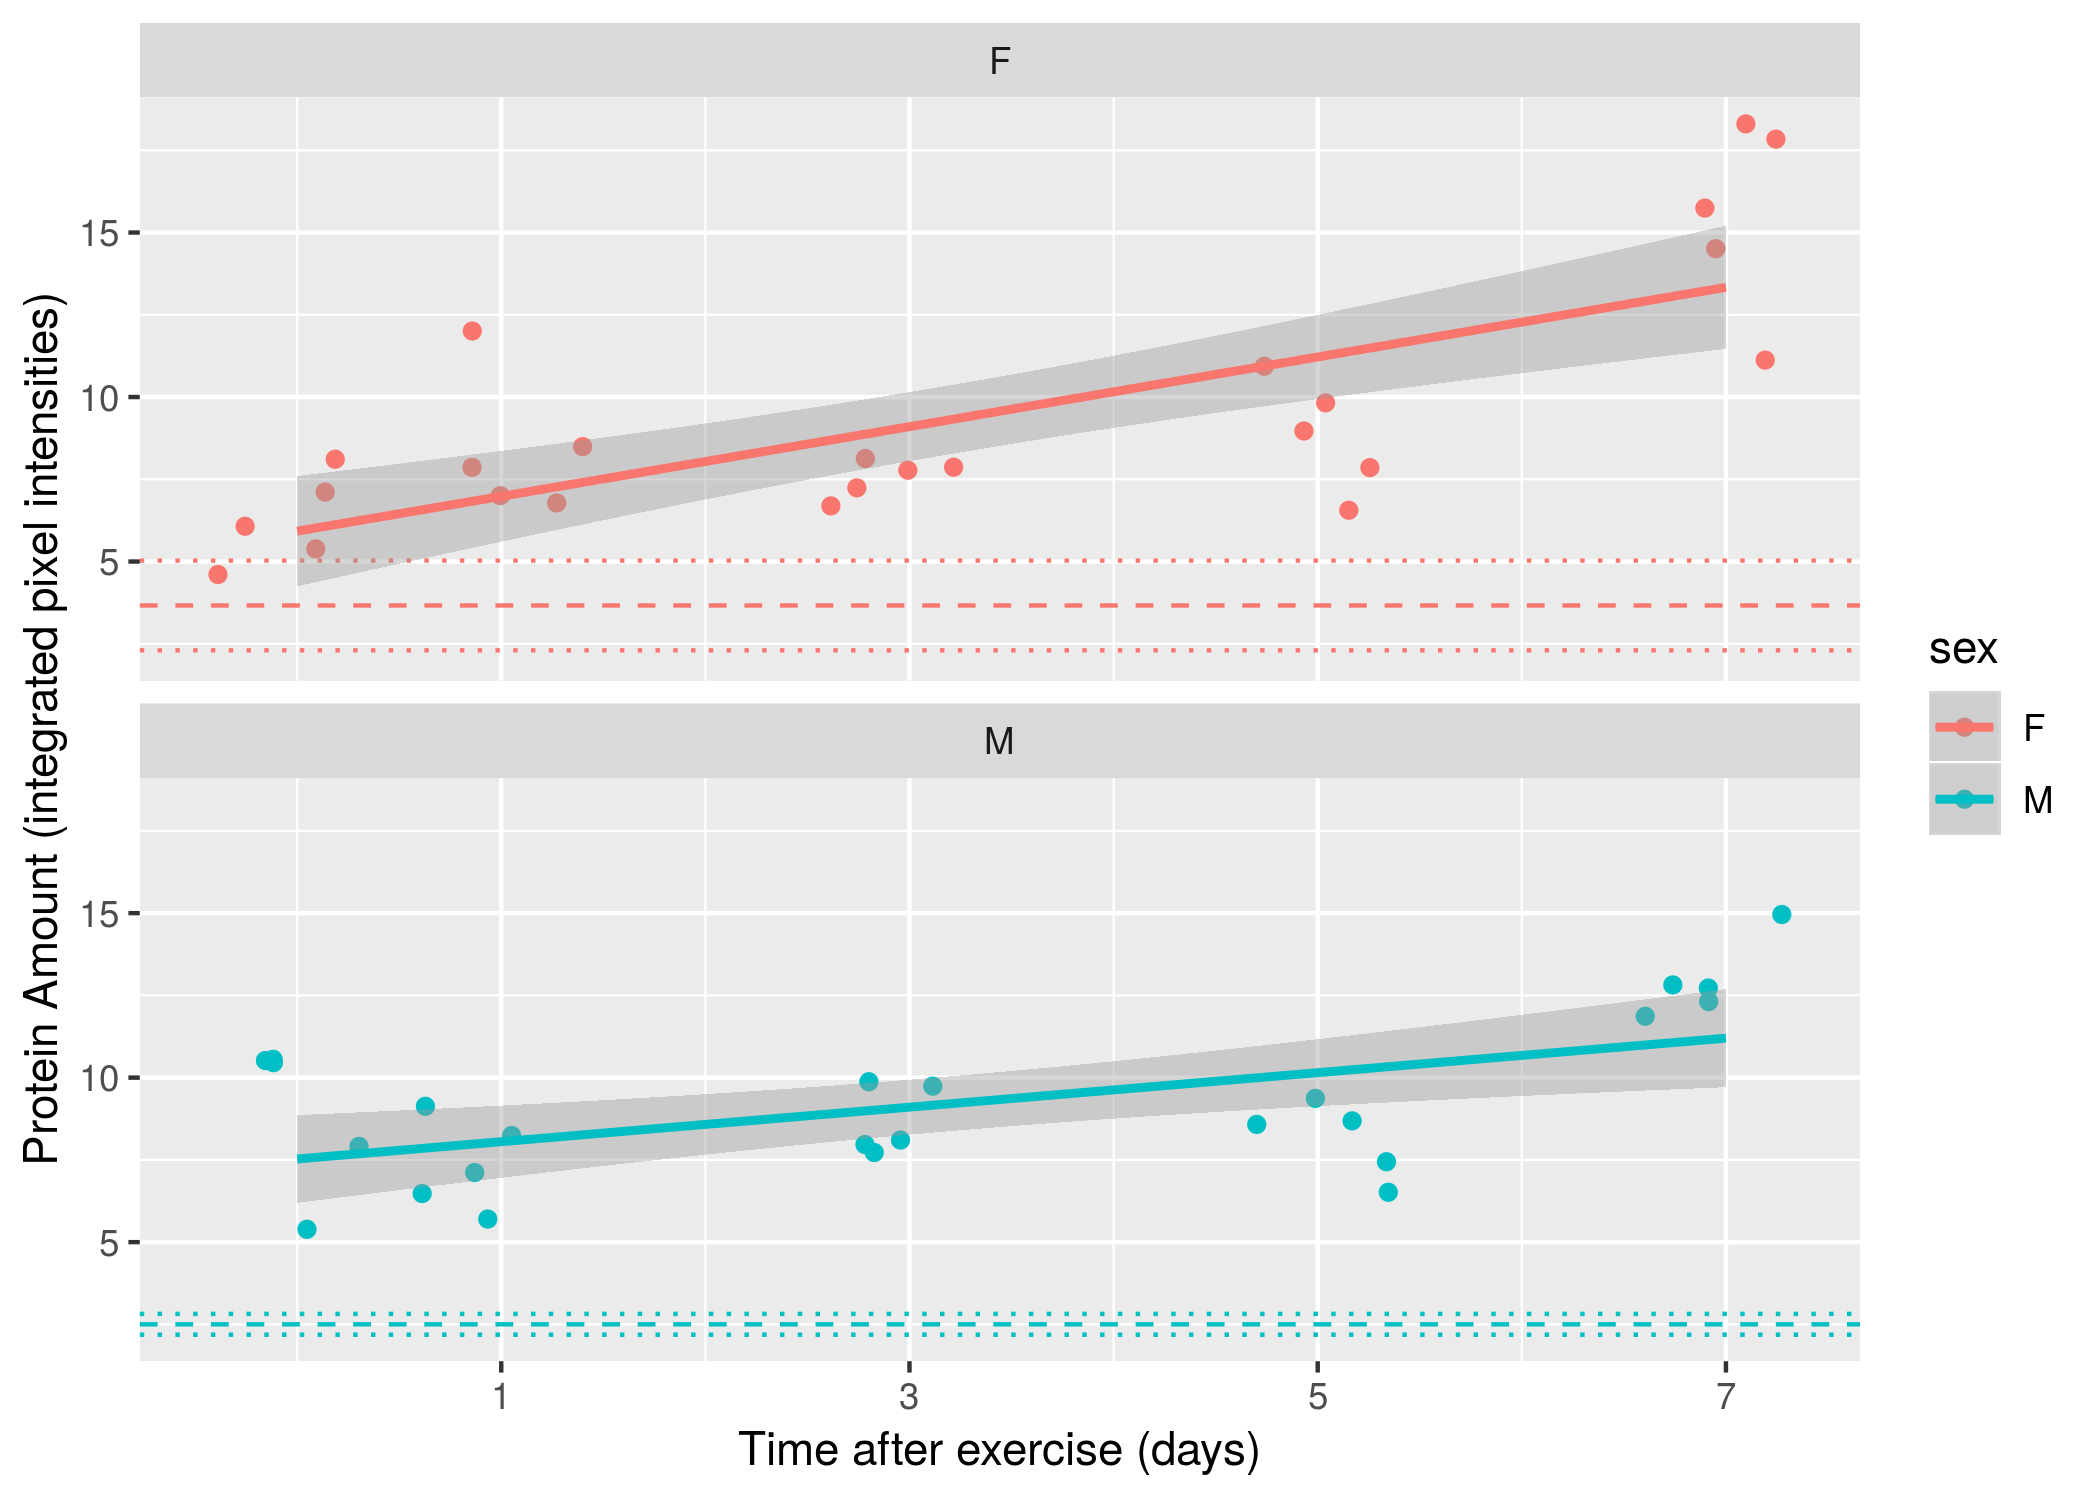 F
15
10
5
M
15
10
5
1 3 5 7
Time after exercise (days)
Protein Amount (integrated pixel intensities)
sex
F
M